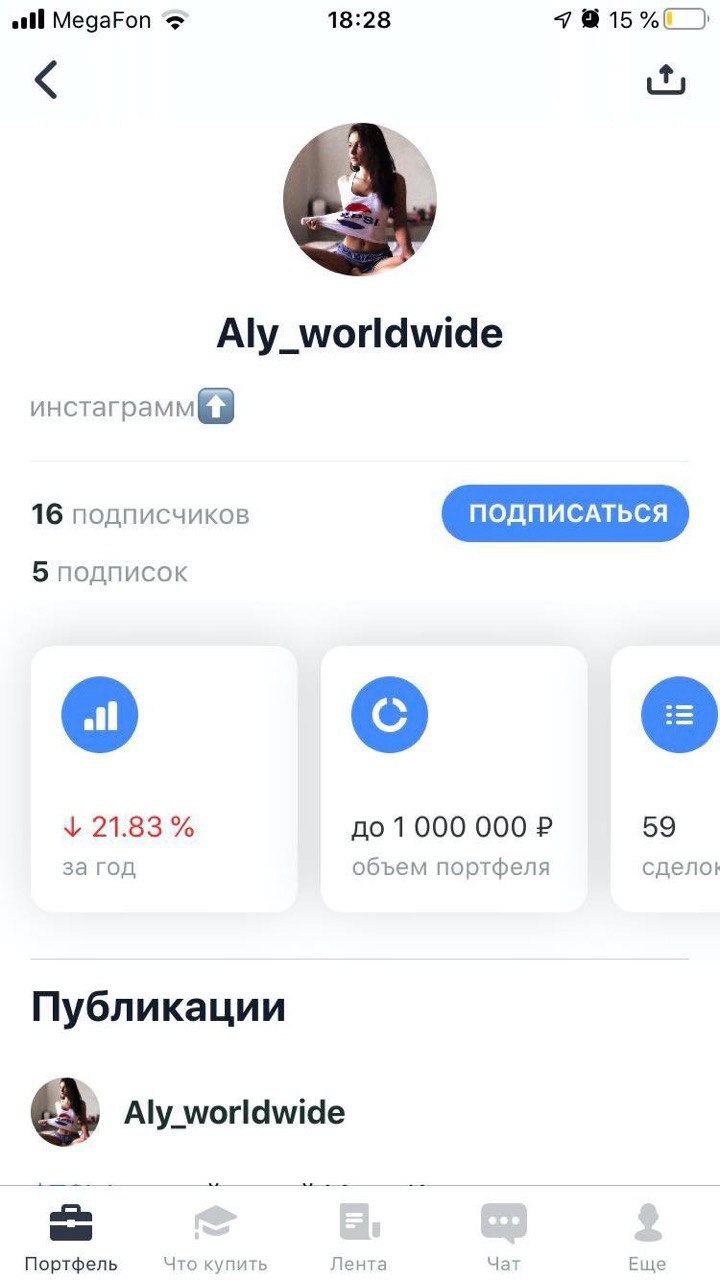 MegaFon 18:28 15 %
Aly_worldwide
инстаграмм⬆️
16 подписчиков
ПОДПИСАТЬСЯ
5 подписок
↓ 21.83 %
за год
до 1 000 000 ₽
объем портфеля
59
сделок
Публикации
Aly_worldwide
Портфель
Что купить
Лента
Чат
Еще